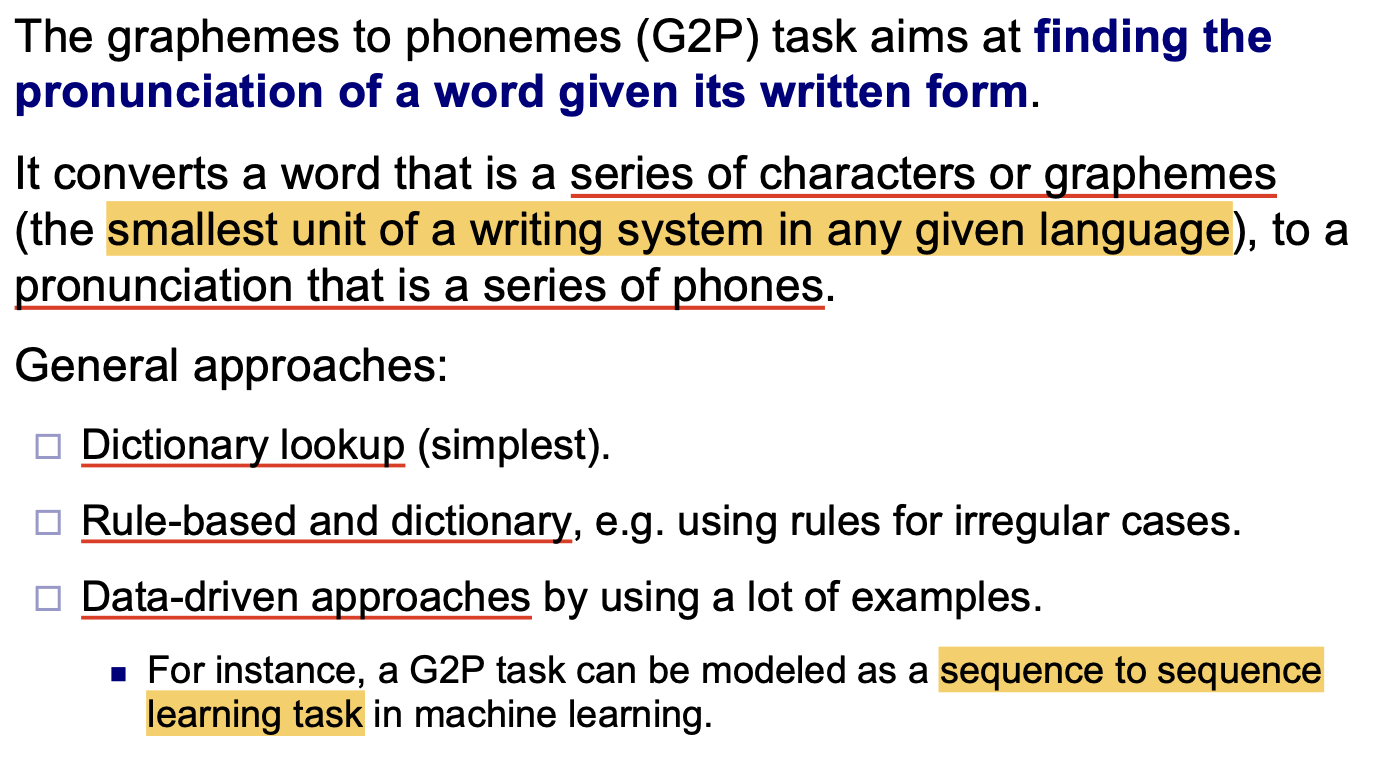 The graphemes to phonemes (G2P) task aims at finding the
pronunciation of a word given its written form.
It converts a word that is a series of characters or graphemes
(the smallest unit of a writing system in any given language), to a
pronunciation that is a series of phones.
General approaches:
Dictionary lookup (simplest).
Rule-based and dictionary, e.g. using rules for irregular cases.
Data-driven approaches by using a lot of examples.
For instance, a G2P task can be modeled as a sequence to sequence
learning task in machine learning.